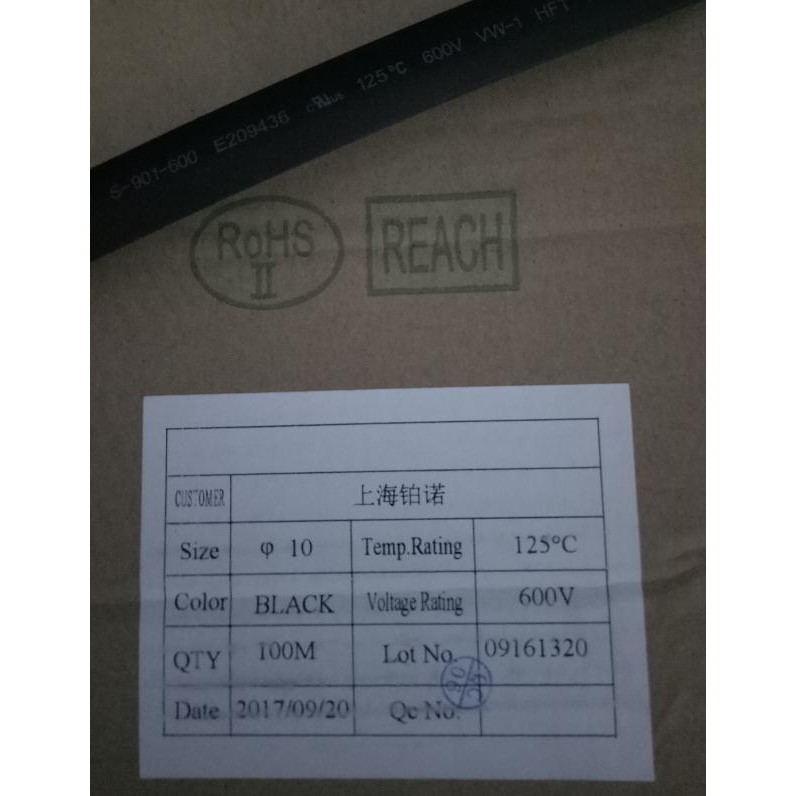 S-901-600 E209436 125℃ 600V VW-1 HFT
RoHS
II
REACH
CUSTOMER 上海铂诺
Size φ 10 Temp.Rating 125°C
Color BLACK Voltage Rating 600V
QTY 100M Lot No. 09161320
Date 2017/09/20 Qc No.